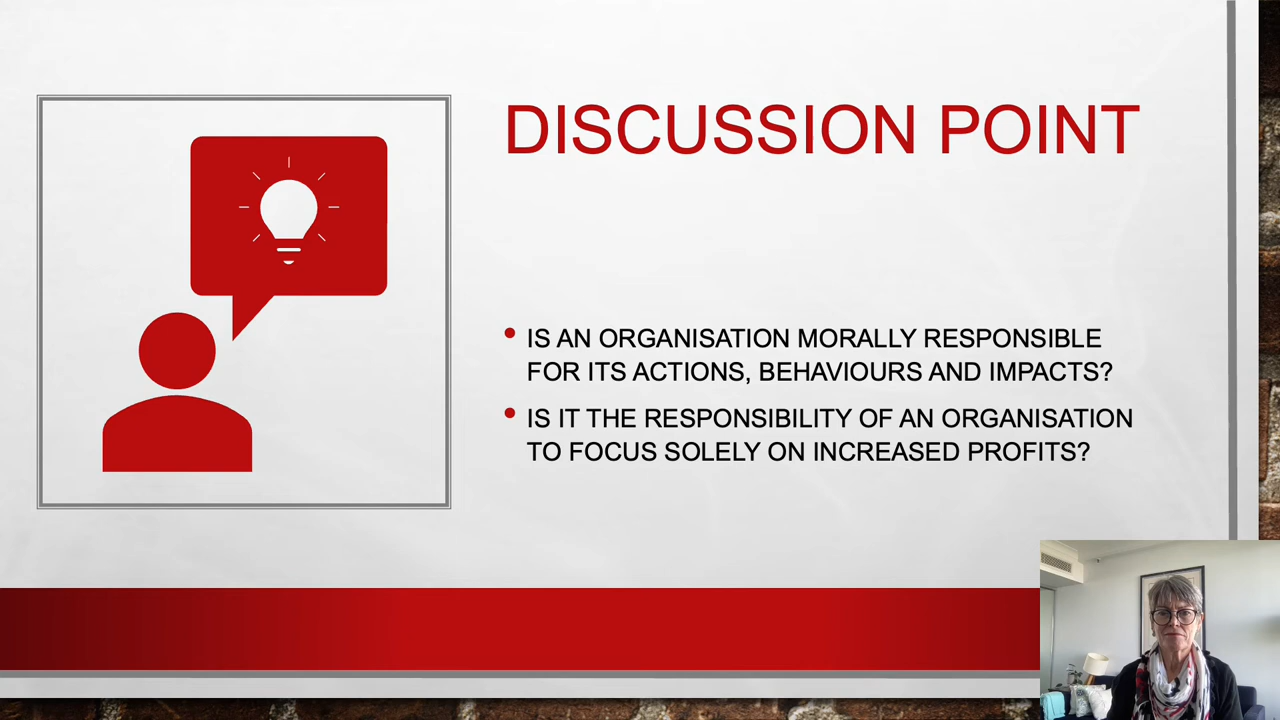 DISCUSSION POINT
• IS AN ORGANISATION MORALLY RESPONSIBLE
FOR ITS ACTIONS, BEHAVIOURS AND IMPACTS?
• IS IT THE RESPONSIBILITY OF AN ORGANISATION
TO FOCUS SOLELY ON INCREASED PROFITS?